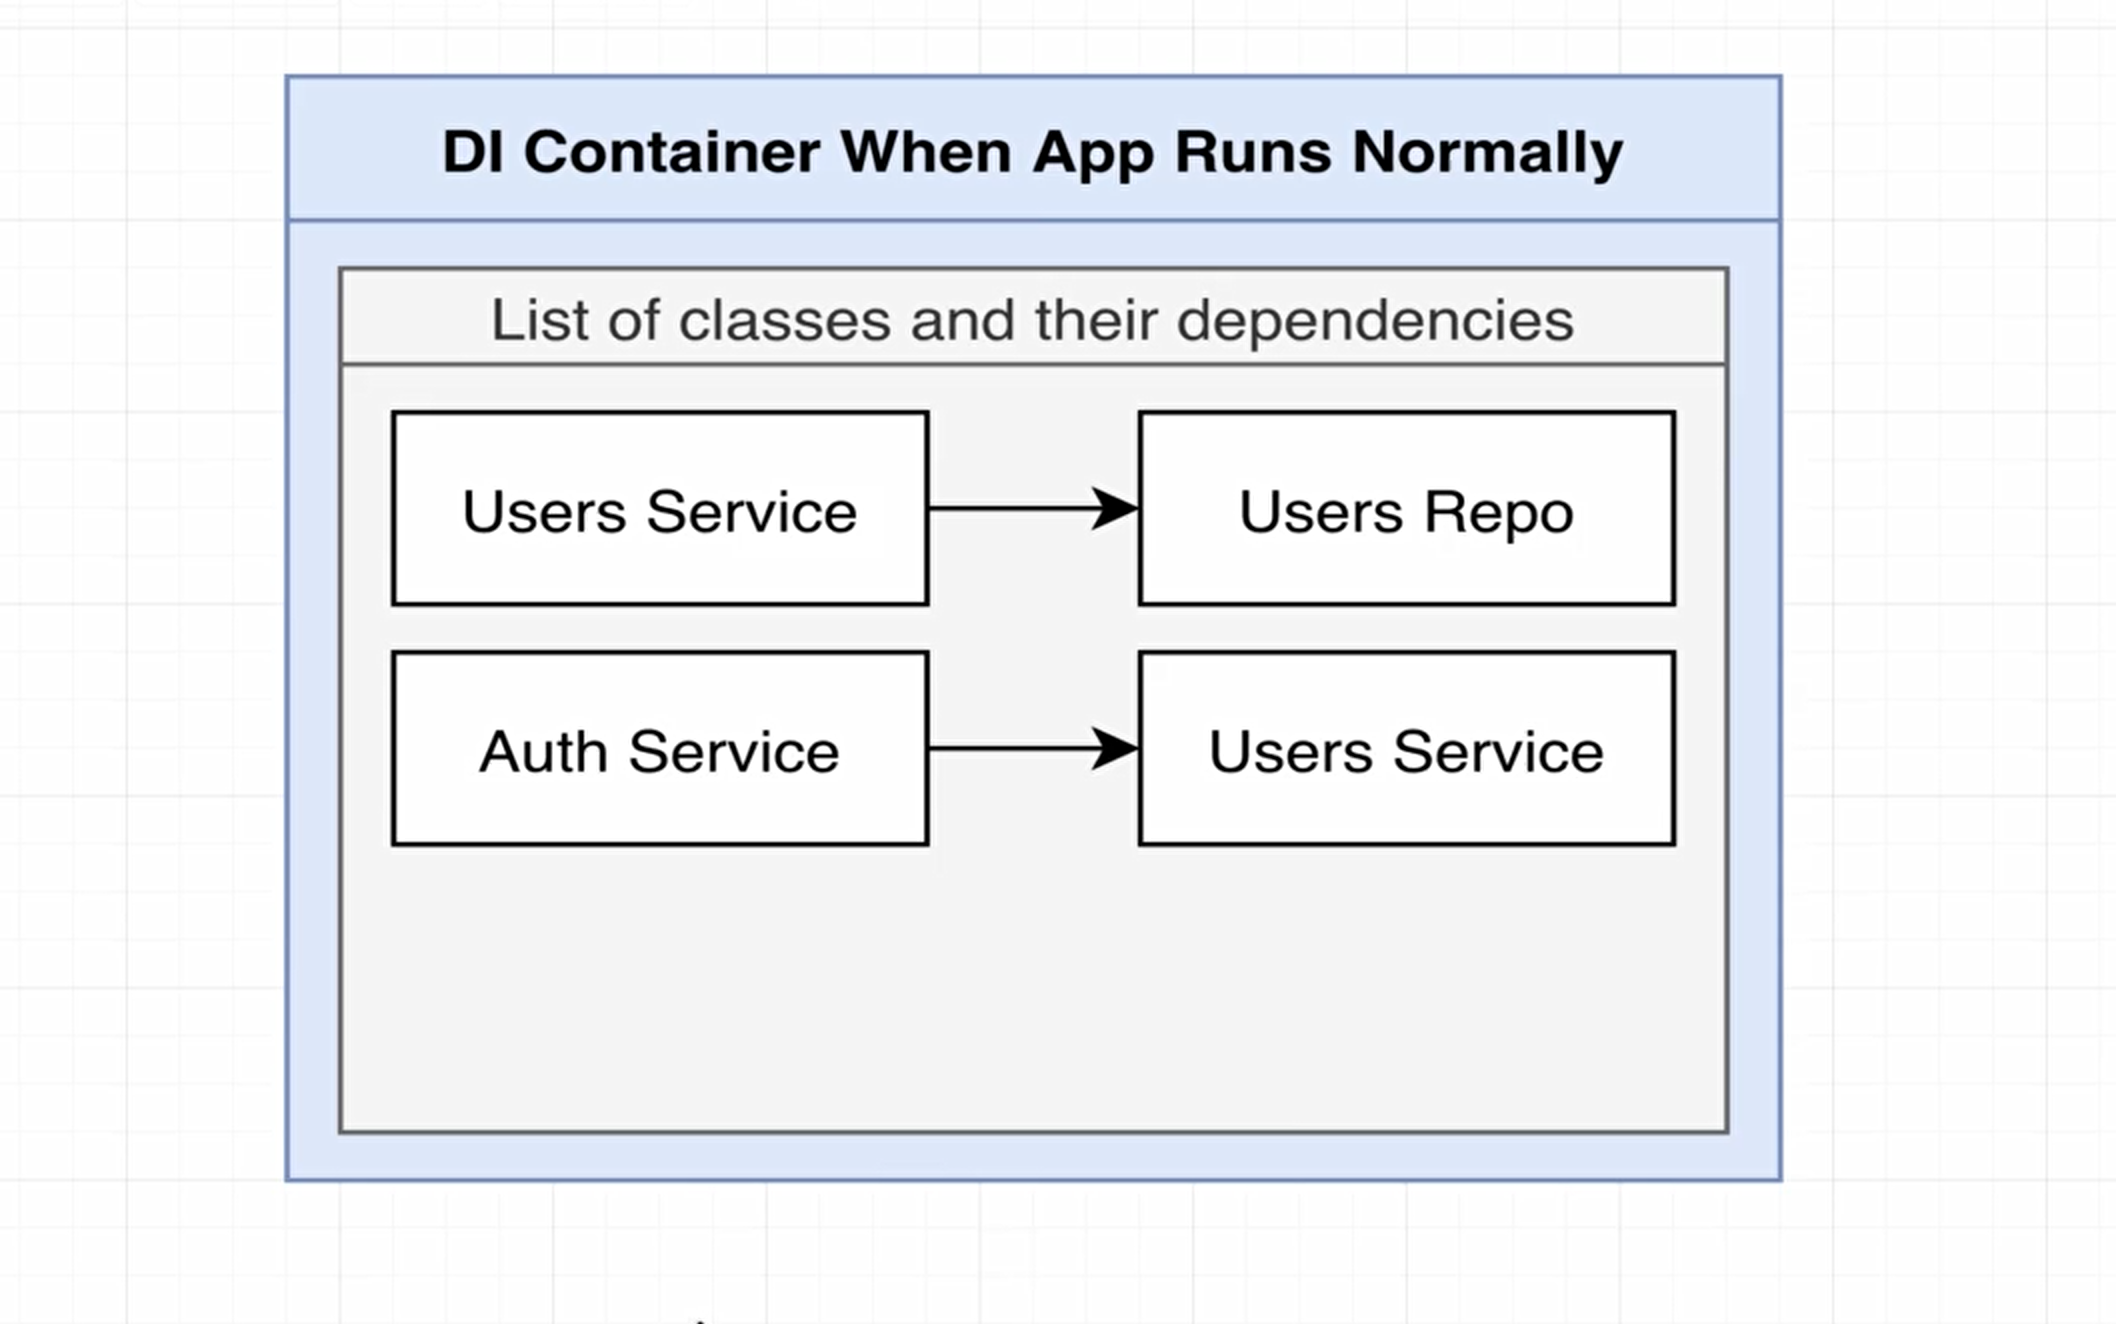 DI Container When App Runs Normally
List of classes and their dependencies
Users Service
Users Repo
Auth Service
Users Service